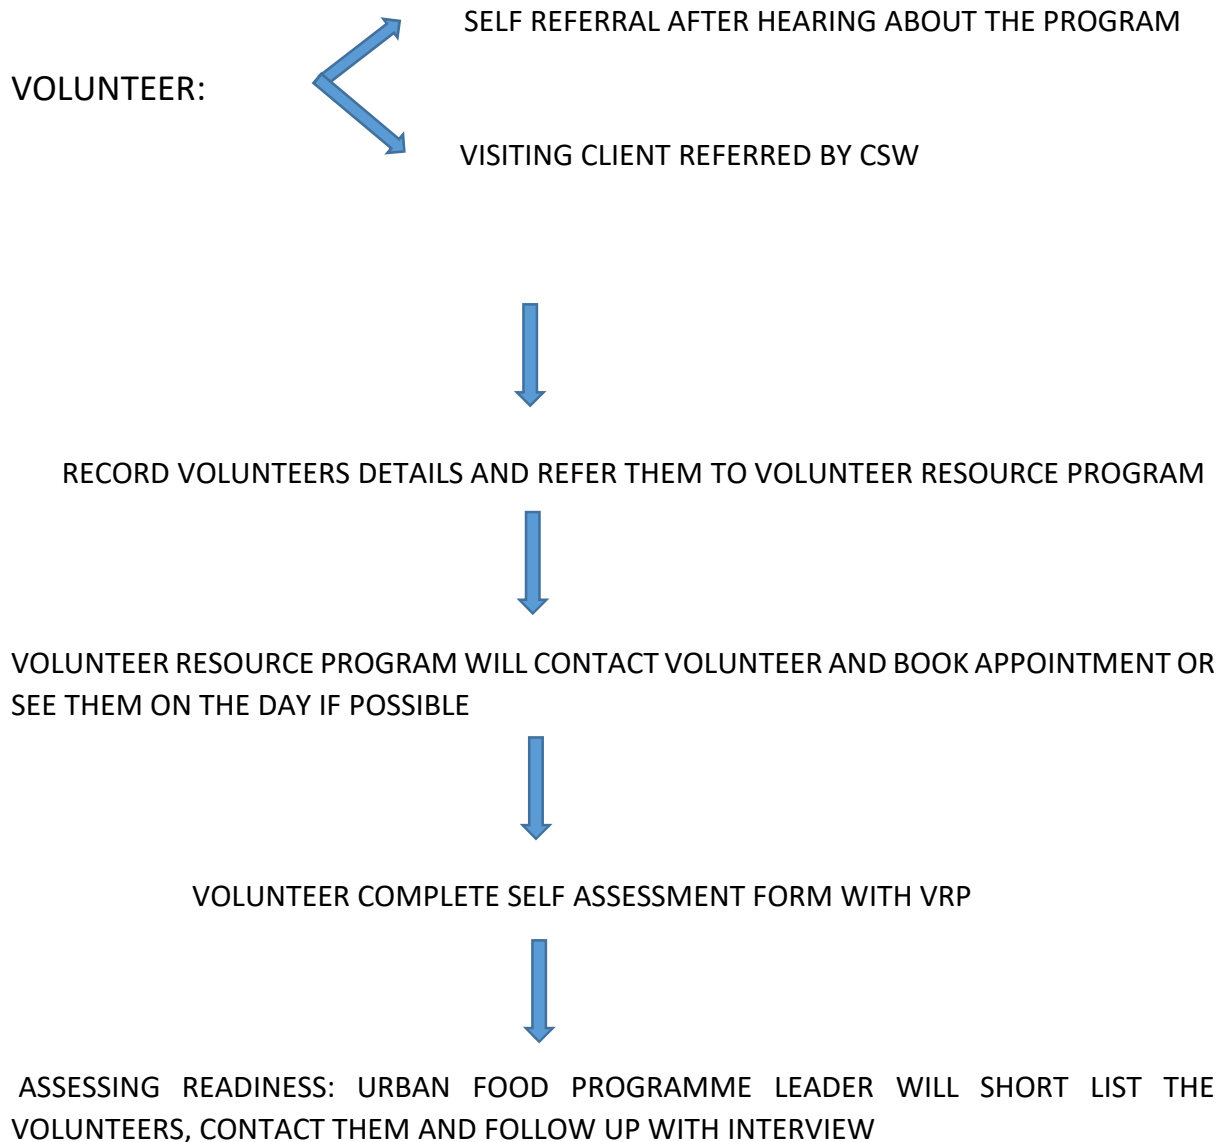 SELF REFERRAL AFTER HEARING ABOUT THE PROGRAM
VOLUNTEER:
VISITING CLIENT REFERRED BY CSW
RECORD VOLUNTEERS DETAILS AND REFER THEM TO VOLUNTEER RESOURCE PROGRAM
VOLUNTEER RESOURCE PROGRAM WILL CONTACT VOLUNTEER AND BOOK APPOINTMENT OR
SEE THEM ON THE DAY IF POSSIBLE
VOLUNTEER COMPLETE SELF ASSESSMENT FORM WITH VRP
ASSESSING READINESS: URBAN FOOD PROGRAMME LEADER WILL SHORT LIST THE
VOLUNTEERS, CONTACT THEM AND FOLLOW UP WITH INTERVIEW